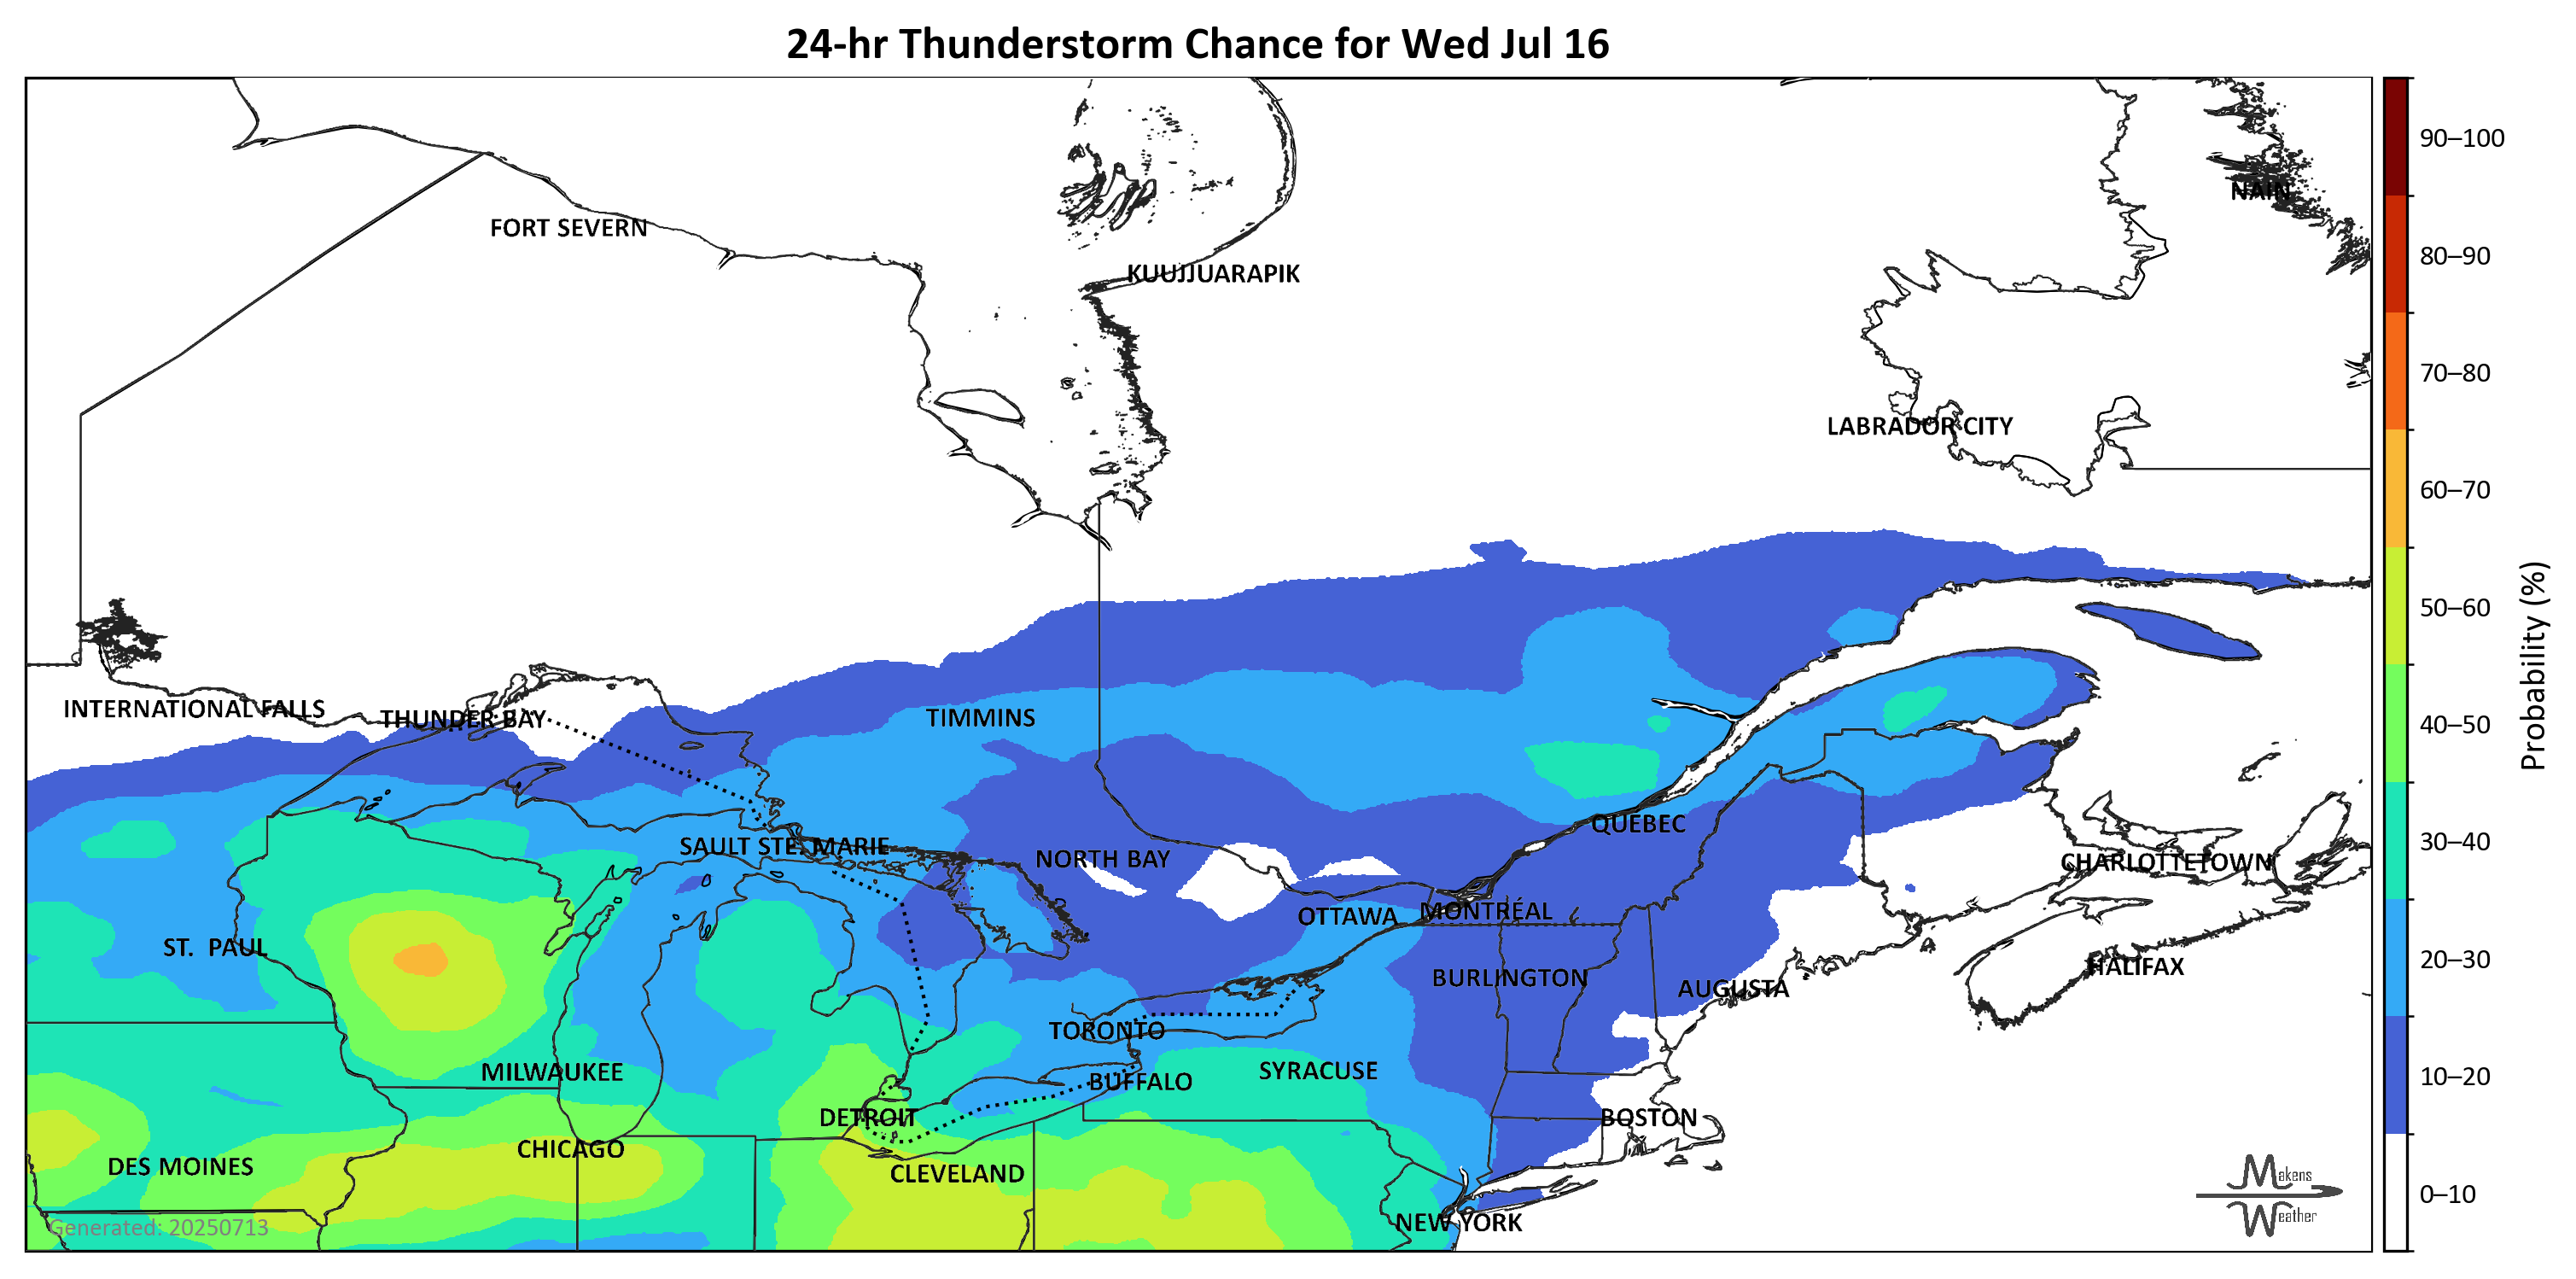 24-hr Thunderstorm Chance for Wed Jul 16
90–100
NAIN
FORT SEVERN
80–90
KUUJJUARAPIK
70–80
LABRADOR CITY
60–70
50–60
Probability (%)
INTERNATIONAL FALLS
THUNDER BAY
TIMMINS
40–50
QUEBEC
30–40
SAULT STE. MARIE
NORTH BAY
CHARLOTTETOWN
OTTAWA
MONTRÉAL
ST. PAUL
20–30
HALIFAX
BURLINGTON
AUGUSTA
TORONTO
MILWAUKEE
SYRACUSE
BUFFALO
10–20
DETROIT
BOSTON
CHICAGO
DES MOINES
CLEVELAND
Makens
Weather
0–10
NEW YORK
Generated: 20250713